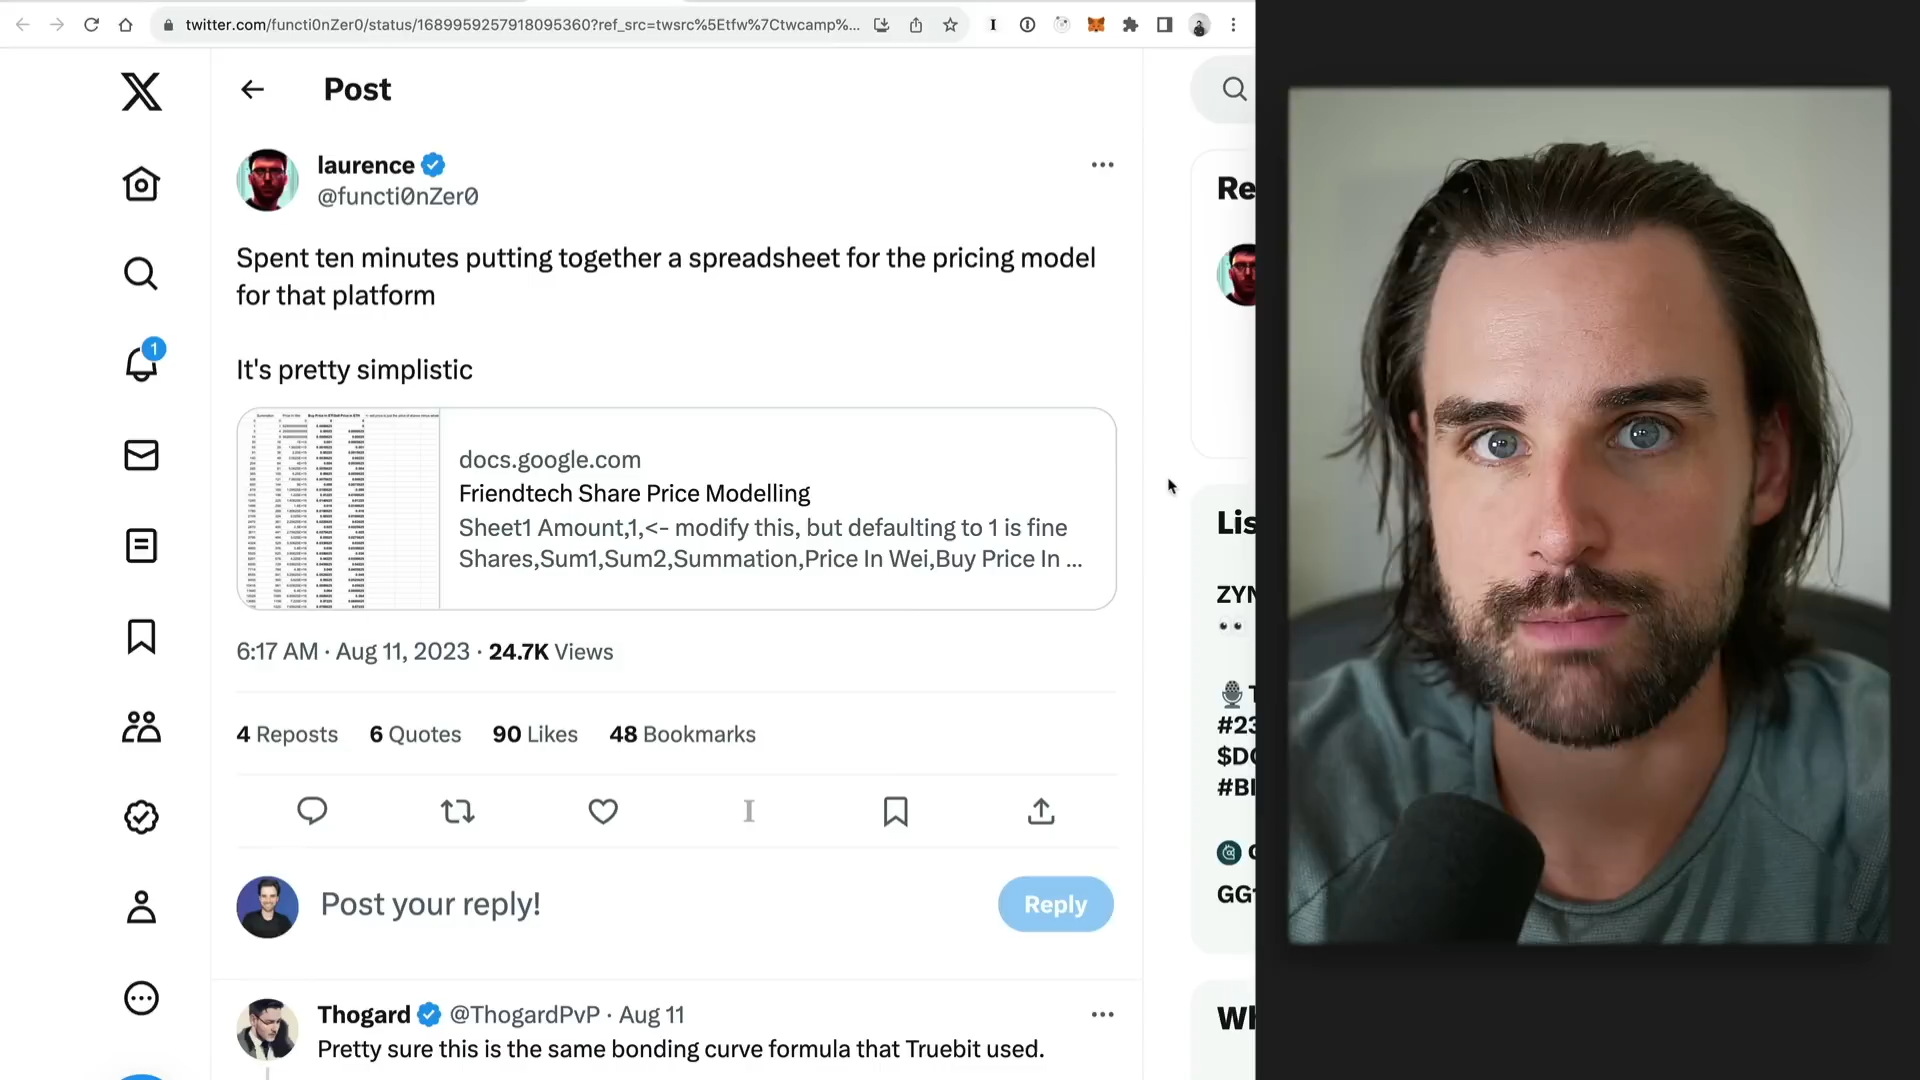 twitter.com/functi0nZer0/status/1689959257918095360?ref_src=twsrc%5Etfw%7Ctwcamp%...
Post
laurence
@functi0nZer0
Re
Spent ten minutes putting together a spreadsheet for the pricing model
for that platform
It's pretty simplistic
docs.google.com
Friendtech Share Price Modelling
Sheet1 Amount,1,<- modify this, but defaulting to 1 is fine
Shares,Sum1,Sum2,Summation,Price In Wei,Buy Price In ...
1
Lis
ZYN
6:17 AM · Aug 11, 2023 · 24.7K Views
#23
$DO
#BI
4 Reposts 6 Quotes 90 Likes 48 Bookmarks
GG
Post your reply!
Reply
Thogard @ThogardPvP · Aug 11
Pretty sure this is the same bonding curve formula that Truebit used.
Wh